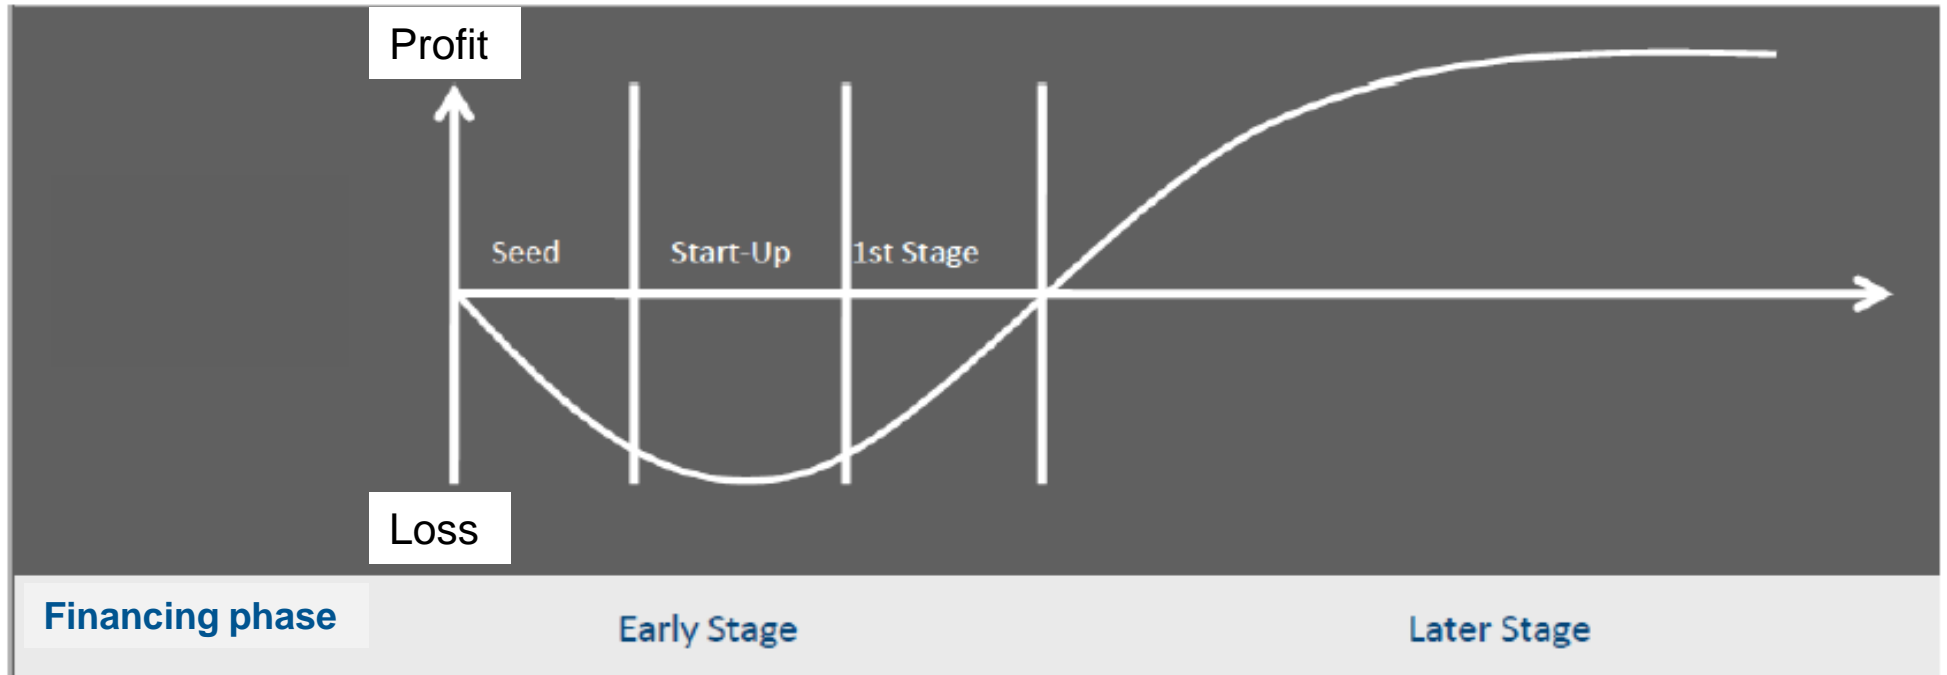 Profit
Seed
Start-Up
1st Stage
Loss
Financing phase
Early Stage
Later Stage